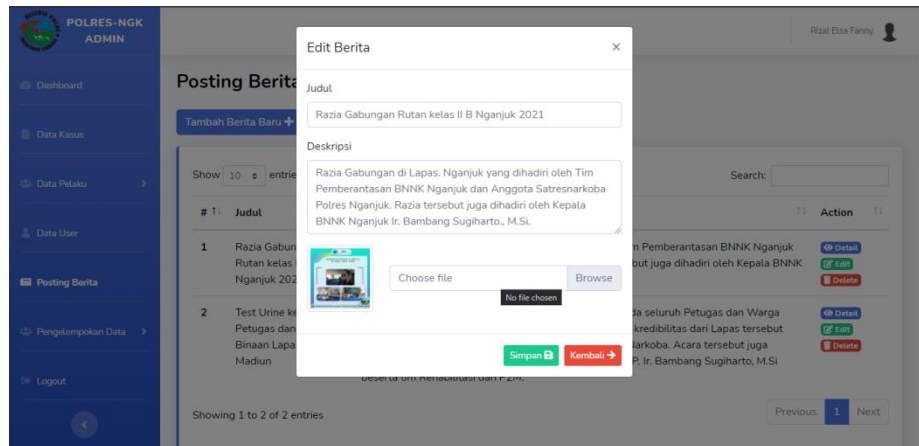 POLRES-NGK
ADMIN
Rizal Elsa Fanny
Dashboard
Data Kasus
Data Pelaku
Data User
Posting Berita
Pengelompokan Data
Logout
Posting Berita
Tambah Berita Baru
Show 10 entrie
Search:
# Judul Action
1 Razia Gabun
Rutan kelas
Nganjuk 202
m Pemberantasan BNNK Nganjuk
but juga dihadiri oleh Kepala BNNK
Detail
Edit
Delete
2 Test Urine ke
Petugas dan
Binaan Lapa
Madiun
da seluruh Petugas dan Warga
kredibilitas dari Lapas tersebut
Narkoba. Acara tersebut juga
P. Ir. Bambang Sugiharto, M.Si
beserta tim Rehabilitasi dan P2M.
Detail
Edit
Delete
Showing 1 to 2 of 2 entries
Previous 1 Next
Edit Berita ×
Judul
Razia Gabungan Rutan kelas II B Nganjuk 2021
Deskripsi
Razia Gabungan di Lapas. Nganjuk yang dihadiri oleh Tim
Pemberantasan BNNK Nganjuk dan Anggota Satresnarkoba
Polres Nganjuk. Razia tersebut juga dihadiri oleh Kepala
BNNK Nganjuk Ir. Bambang Sugiharto., M.Si.
Choose file Browse
No file chosen
Simpan Kembali